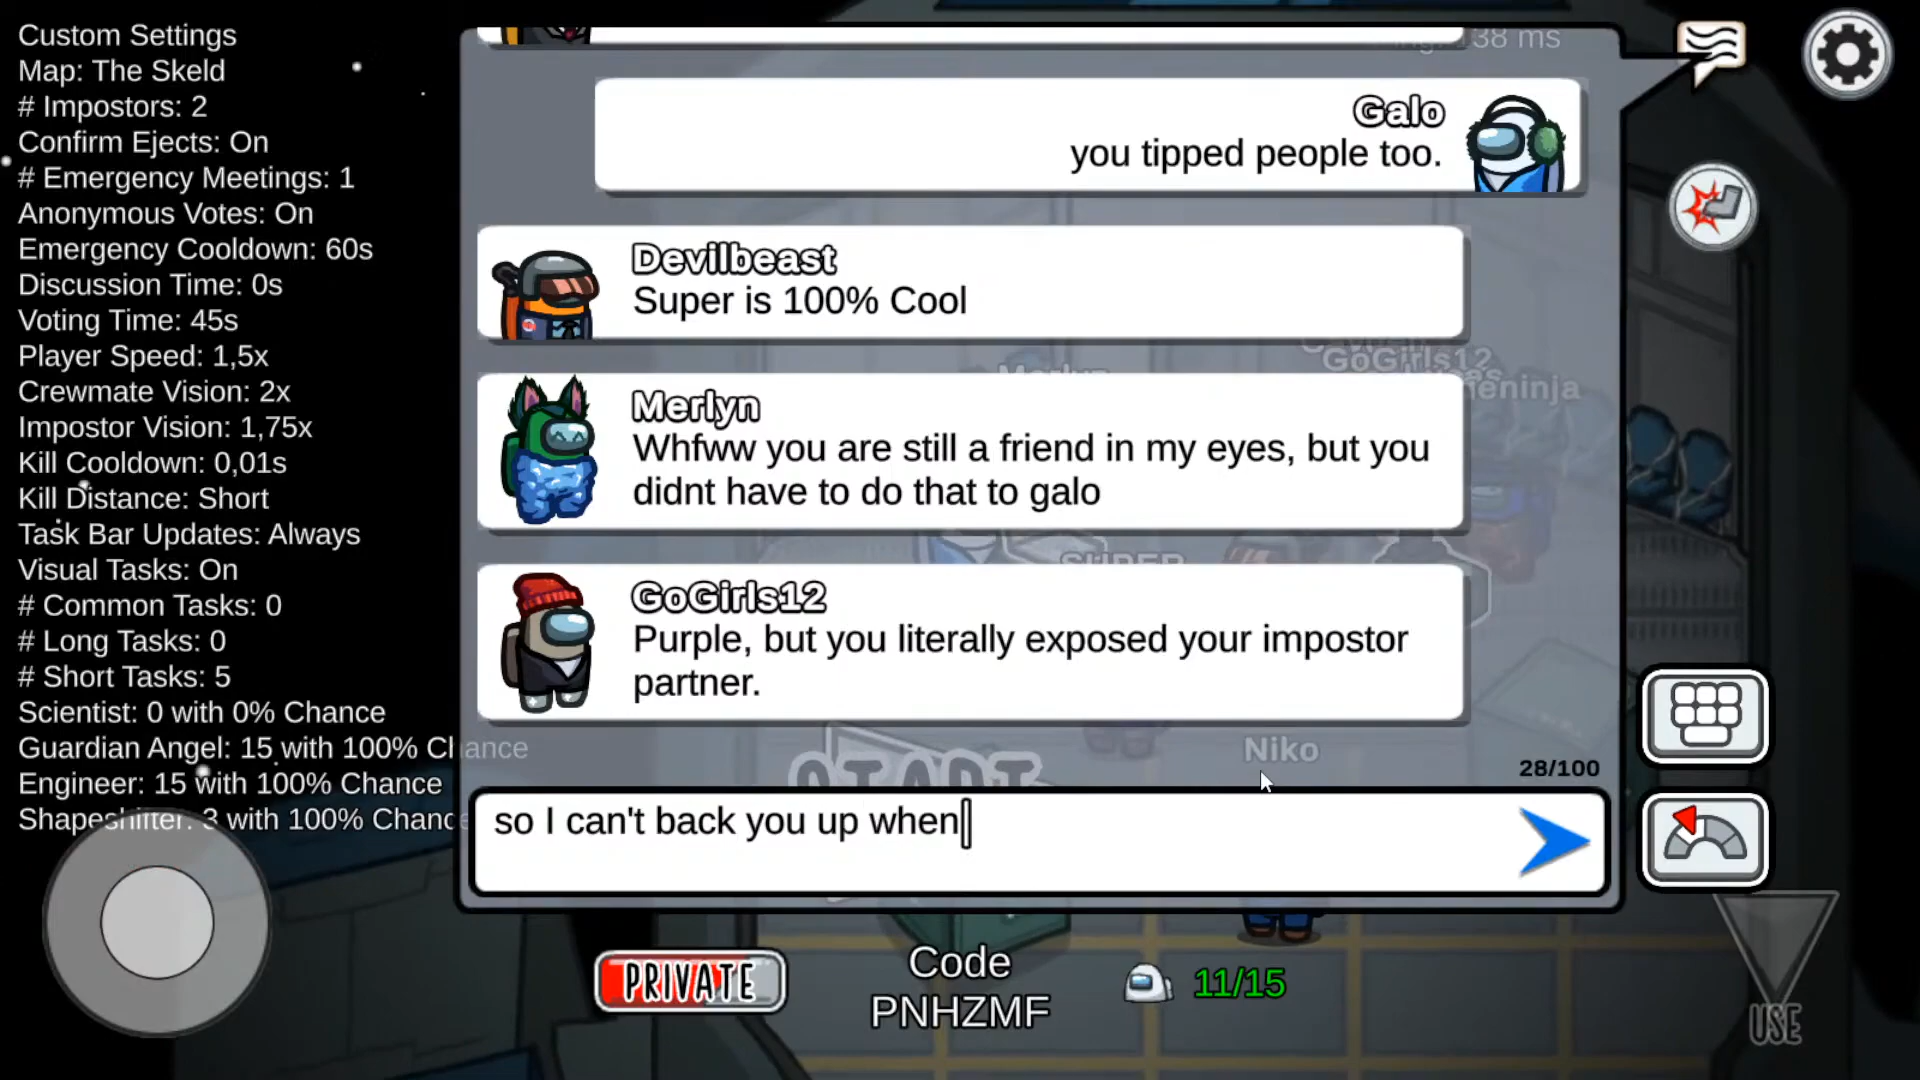 Custom Settings
Map: The Skeld
# Impostors: 2
Confirm Ejects: On
# Emergency Meetings: 1
Anonymous Votes: On
Emergency Cooldown: 60s
Discussion Time: 0s
Voting Time: 45s
Player Speed: 1,5x
Crewmate Vision: 2x
Impostor Vision: 1,75x
Kill Cooldown: 0,01s
Kill Distance: Short
Task Bar Updates: Always
Visual Tasks: On
# Common Tasks: 0
# Long Tasks: 0
# Short Tasks: 5
Scientist: 0 with 0% Chance
Guardian Angel: 15 with 100% Chance
Engineer: 15 with 100% Chance
Shapeshifter: 3 with 100% Chance
38 ms
Galo
you tipped people too.
Devilbeast
Super is 100% Cool
Merlyn
Whfww you are still a friend in my eyes, but you
didnt have to do that to galo
GoGirls12
Purple, but you literally exposed your impostor
partner.
GoGirls12
Merlyn
SUPER
START
Niko
28/100
so I can't back you up when
PRIVATE
Code
PNHZMF
11/15
USE